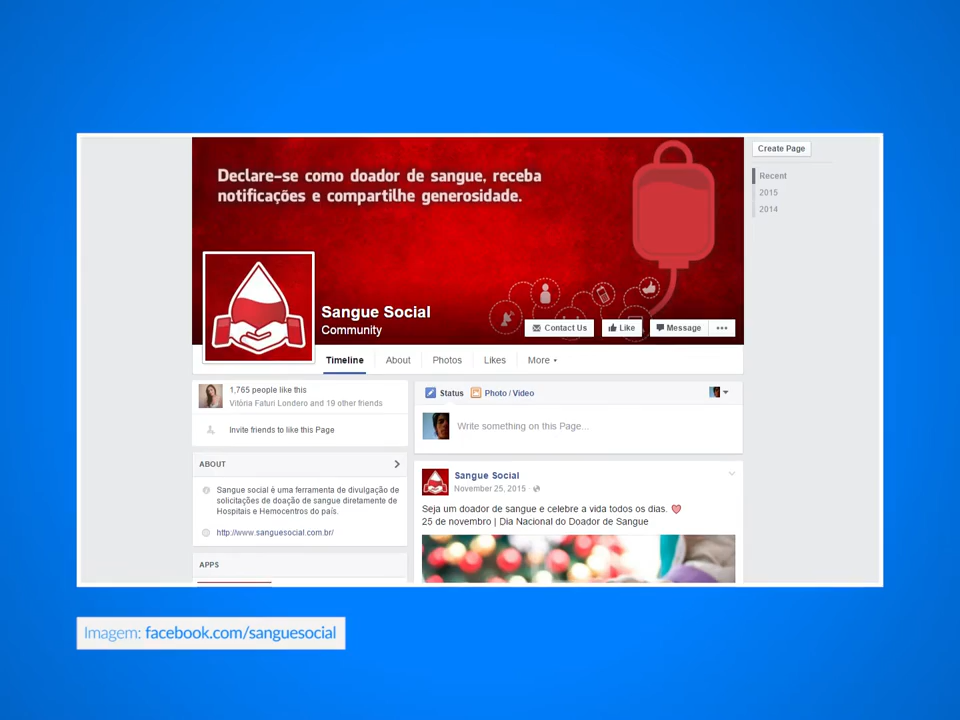 Declare-se como doador de sangue, receba
notificações e compartilhe generosidade.
Create Page
Recent
2015
2014
Sangue Social
Community
Contact Us
Like
Message
Timeline
About
Photos
Likes
More
1,765 people like this
Vitória Faturi Londero and 19 other friends
Invite friends to like this Page
ABOUT
Sangue social é uma ferramenta de divulgação de
solicitações de doação de sangue diretamente de
Hospitais e Hemocentros do país.
http://www.sanguesocial.com.br/
APPS
Status
Photo / Video
Write something on this Page...
Sangue Social
November 25, 2015
Seja um doador de sangue e celebre a vida todos os dias.
25 de novembro | Dia Nacional do Doador de Sangue
Imagem: facebook.com/sanguesocial